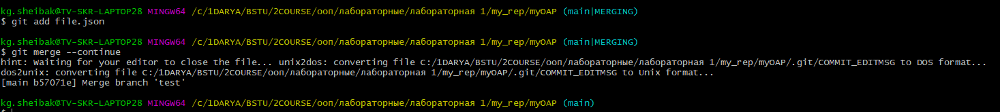 kg.sheibak@TV-SKR-LAPTOP28 MINGW64 /c/1DARYA/BSTU/2COURSE/ооп/лабораторные/лабораторная 1/my_rep/myOAP (main|MERGING)
$ git add file.json
kg.sheibak@TV-SKR-LAPTOP28 MINGW64 /c/1DARYA/BSTU/2COURSE/ооп/лабораторные/лабораторная 1/my_rep/myOAP (main|MERGING)
$ git merge --continue
hint: Waiting for your editor to close the file... unix2dos: converting file C:/1DARYA/BSTU/2COURSE/ооп/лабораторные/лабораторная 1/my_rep/myOAP/.git/COMMIT_EDITMSG to DOS format...
dos2unix: converting file C:/1DARYA/BSTU/2COURSE/ооп/лабораторные/лабораторная 1/my_rep/myOAP/.git/COMMIT_EDITMSG to Unix format...
[main b57071e] Merge branch 'test'
kg.sheibak@TV-SKR-LAPTOP28 MINGW64 /c/1DARYA/BSTU/2COURSE/ооп/лабораторные/лабораторная 1/my_rep/myOAP (main)
$